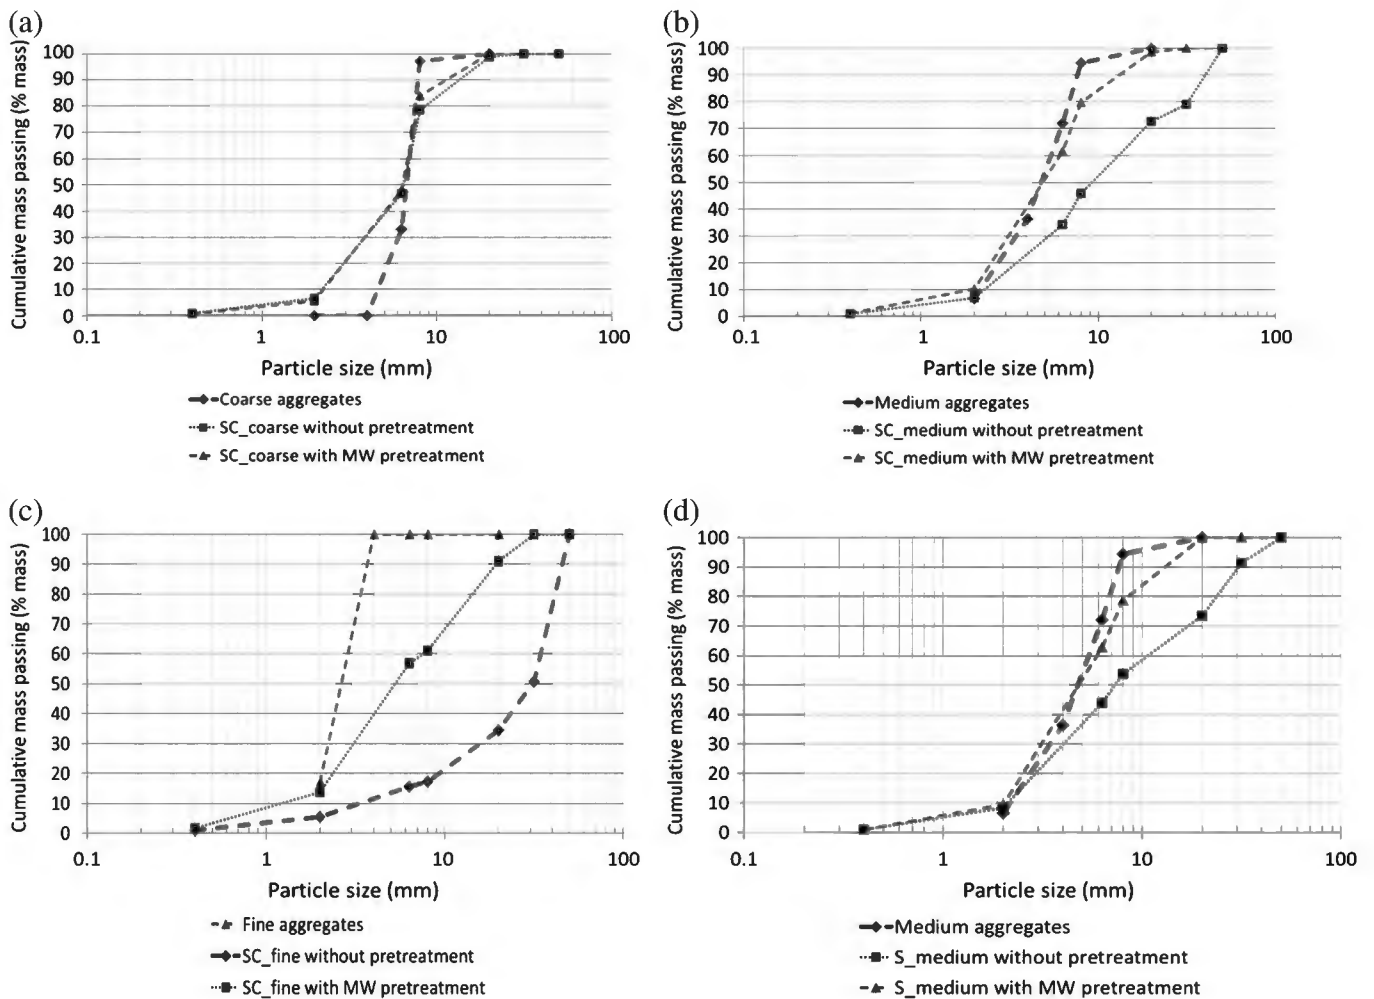 (a)
Cumulative mass passing (% mass)
100
90
80
70
60
50
40
30
20
10
0
0.1 1 10 100
Particle size (mm)
Coarse aggregates
SC_coarse without pretreatment
SC_coarse with MW pretreatment
(b)
Cumulative mass passing (% mass)
100
90
80
70
60
50
40
30
20
10
0
0.1 1 10 100
Particle size (mm)
Medium aggregates
SC_medium without pretreatment
SC_medium with MW pretreatment
(c)
Cumulative mass passing (% mass)
100
90
80
70
60
50
40
30
20
10
0
0.1 1 10 100
Particle size (mm)
Fine aggregates
SC_fine without pretreatment
SC_fine with MW pretreatment
(d)
Cumulative mass passing (% mass)
100
90
80
70
60
50
40
30
20
10
0
0.1 1 10 100
Particle size (mm)
Medium aggregates
S_medium without pretreatment
S_medium with MW pretreatment